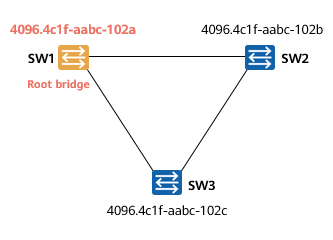 4096.4c1f-aabc-102a
4096.4c1f-aabc-102b
SW1
SW2
Root bridge
SW3
4096.4c1f-aabc-102c